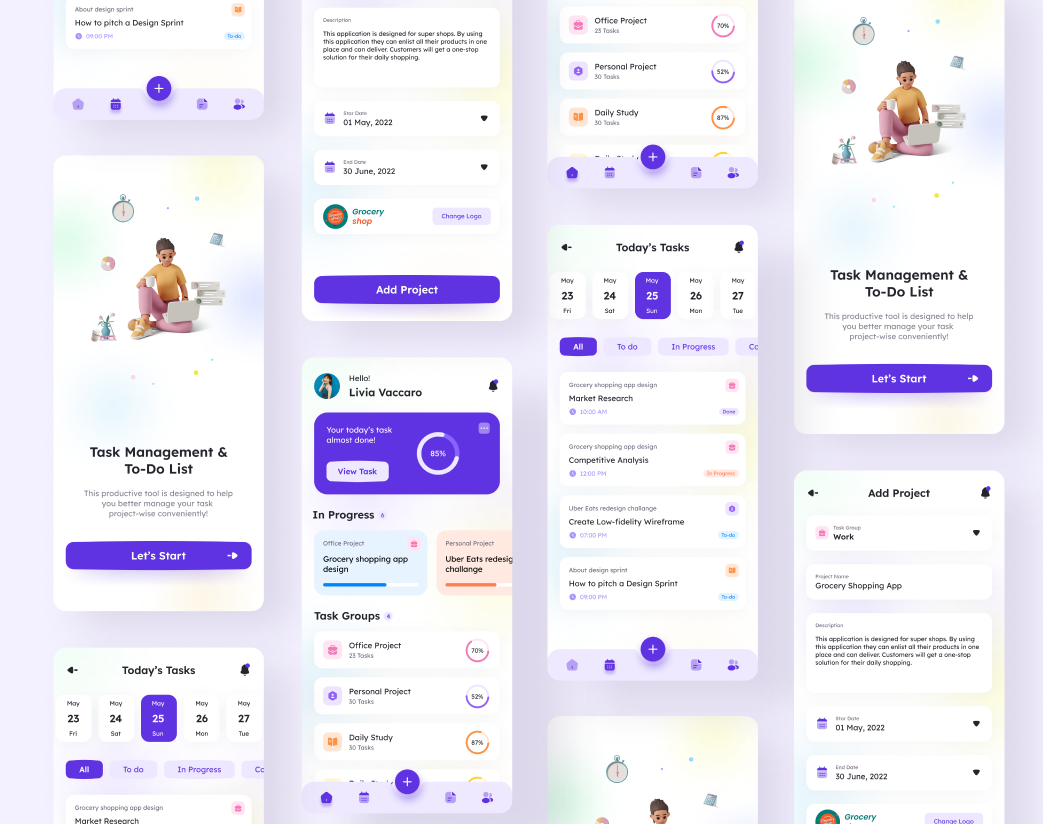 About design sprint
How to pitch a Design Sprint
09:00 PM
To-do
Task Management &
To-Do List
This productive tool is designed to help
you better manage your task
project-wise conveniently!
Let's Start
Today's Tasks
May
May
May
May
May
23
24
25
26
27
Fri
Sat
Sun
Mon
Tue
All
To do
In Progress
Co
Grocery shopping app design
Market Research
Description
This application is designed for super shops. By using
this application they can enlist all their products in one
place and can deliver. Customers will get a one-stop
solution for their daily shopping.
Star Date
01 May, 2022
End Date
30 June, 2022
Grocery
shop
Change Logo
Add Project
Hello!
Livia Vaccaro
Your today's task
almost done!
85%
View Task
In Progress 6
Office Project
Grocery shopping app
design
Personal Project
Uber Eats redesig
challange
Task Groups 4
Office Project
23 Tasks
70%
Personal Project
30 Tasks
52%
Daily Study
30 Tasks
87%
Office Project
23 Tasks
70%
Personal Project
30 Tasks
52%
Daily Study
30 Tasks
87%
Today's Tasks
May
May
May
May
May
23
24
25
26
27
Fri
Sat
Sun
Mon
Tue
All
To do
In Progress
Co
Grocery shopping app design
Market Research
10:00 AM
Done
Grocery shopping app design
Competitive Analysis
12:00 PM
In Progress
Uber Eats redesign challange
Create Low-fidelity Wireframe
07:00 PM
To-do
About design sprint
How to pitch a Design Sprint
09:00 PM
To-do
Task Management &
To-Do List
This productive tool is designed to help
you better manage your task
project-wise conveniently!
Let's Start
Add Project
Task Group
Work
Project Name
Grocery Shopping App
Description
This application is designed for super shops. By using
this application they can enlist all their products in one
place and can deliver. Customers will get a one-stop
solution for their daily shopping.
Star Date
01 May, 2022
End Date
30 June, 2022
Grocery
Change Logo